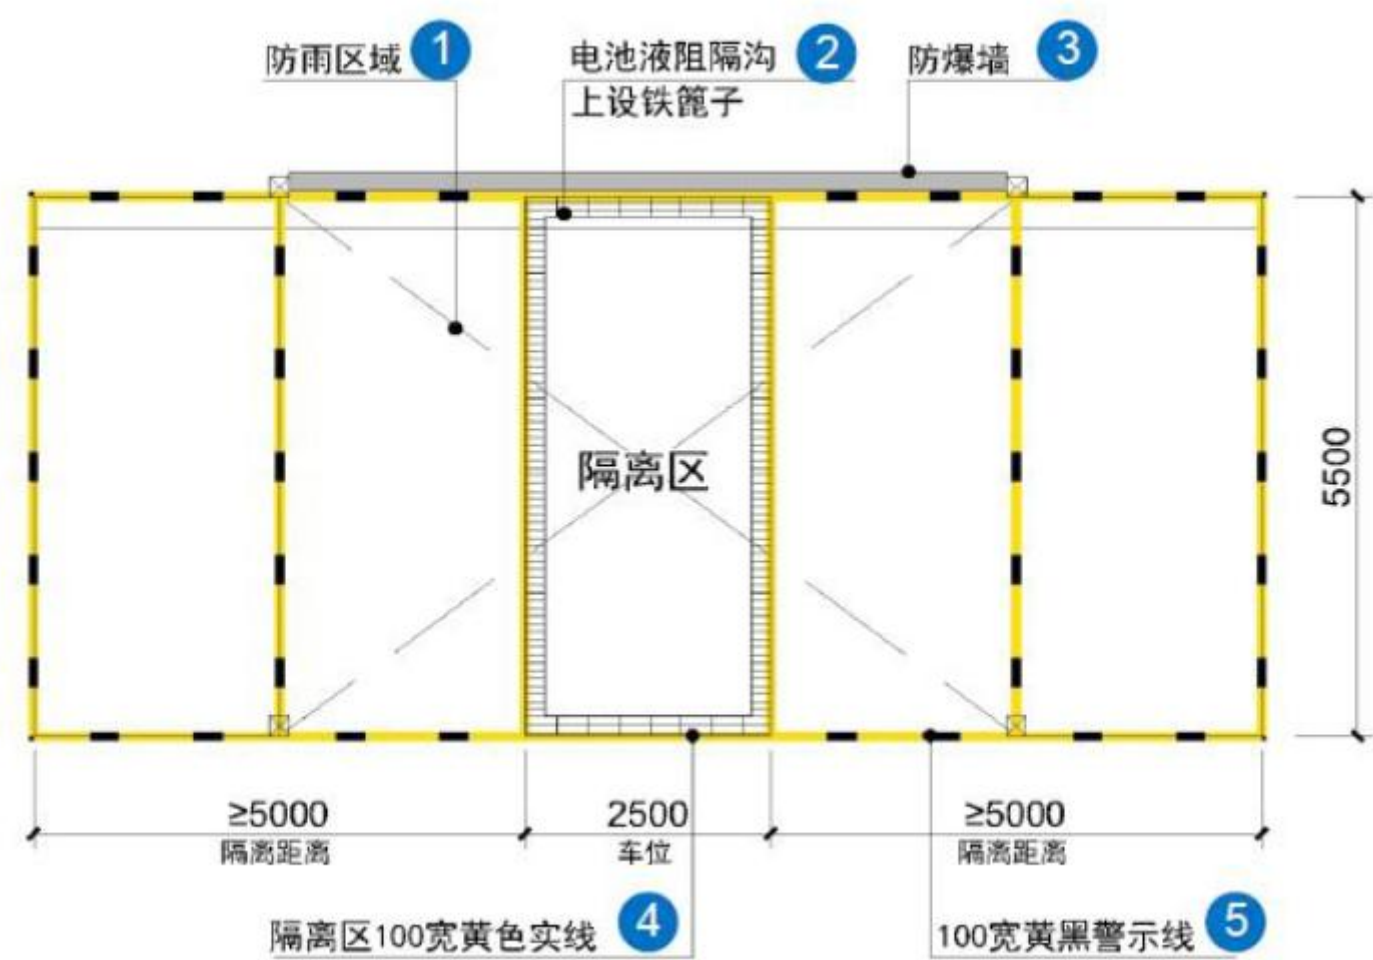 防雨区域 1
电池液阻隔沟 2
上设铁篦子
防爆墙 3
隔离区
5500
≥5000
隔离距离
2500
车位
≥5000
隔离距离
隔离区100宽黄色实线 4
100宽黄黑警示线 5